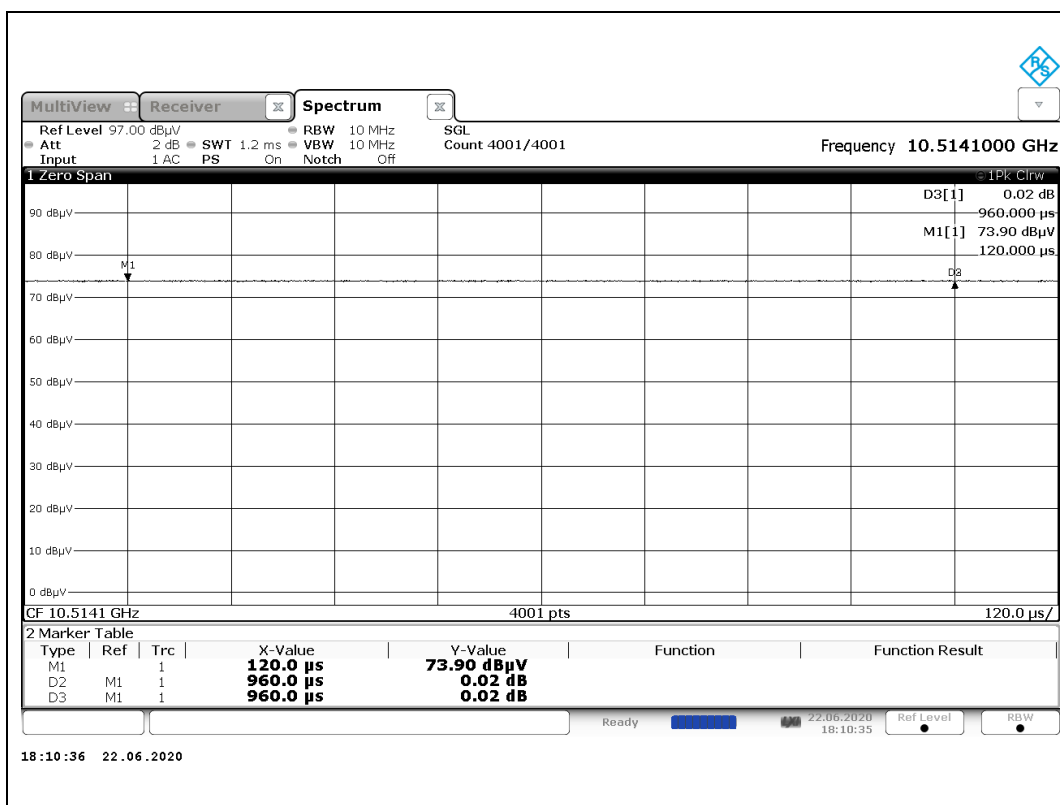 R&S
MultiView Receiver Spectrum
Ref Level 97.00 dBµV RBW 10 MHz SGL
Att 2 dB SWT 1.2 ms VBW 10 MHz Count 4001/4001 Frequency 10.5141000 GHz
Input 1 AC PS On Notch Off
1 Zero Span 1Pk Clrw
D3[1] 0.02 dB
960.000 µs
M1[1] 73.90 dBµV
120.000 µs
90 dBµV
80 dBµV
M1
70 dBµV
60 dBµV
50 dBµV
40 dBµV
30 dBµV
20 dBµV
10 dBµV
0 dBµV
CF 10.5141 GHz 4001 pts 120.0 µs/
2 Marker Table
Type Ref Trc X-Value Y-Value Function Function Result
M1 1 120.0 µs 73.90 dBµV
D2 M1 1 960.0 µs 0.02 dB
D3 M1 1 960.0 µs 0.02 dB
Ready 22.06.2020 Ref Level RBW
18:10:35
18:10:36 22.06.2020